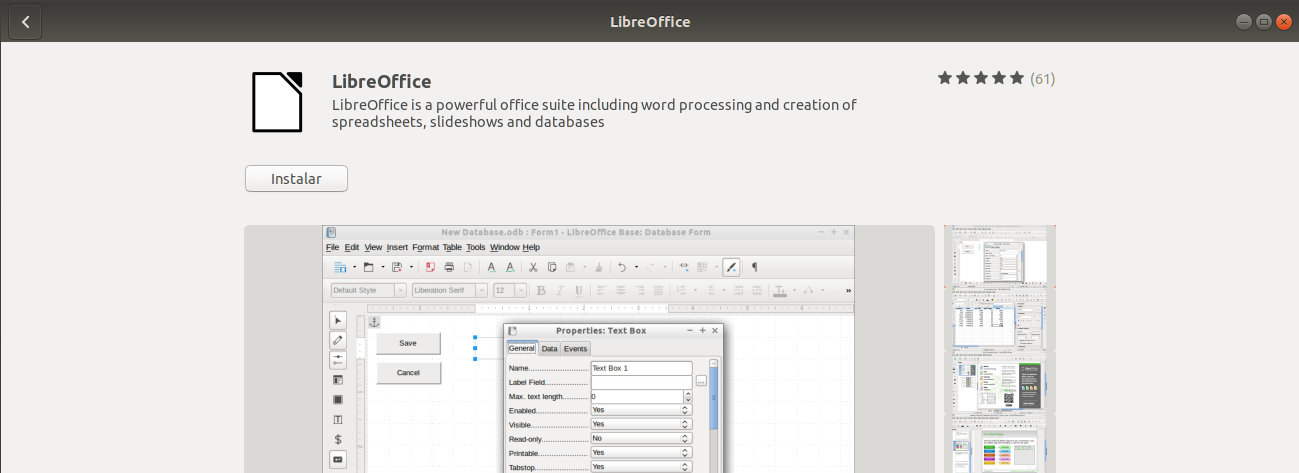 LibreOffice
LibreOffice
(61)
LibreOffice is a powerful office suite including word processing and creation of
spreadsheets, slideshows and databases
Instalar
New Database.odb : Form1 - LibreOffice Base: Database Form
File Edit View Insert Format Table Tools Window Help
Default Style Liberation Serif 12 B I U
Properties: Text Box
Save
General Data Events
Cancel
Name Text Box 1
Label Field ...
Max. text length 0
Enabled Yes
Visible Yes
Read-only No
Printable Yes
Tabstop Yes